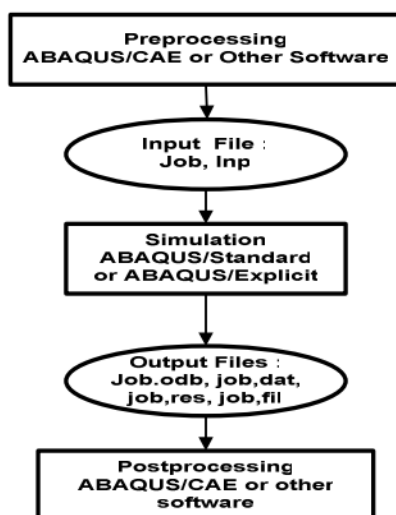 Preprocessing
ABAQUS/CAE or Other Software
Input File :
Job, Inp
Simulation
ABAQUS/Standard
or ABAQUS/Explicit
Output Files :
Job.odb, job,dat,
job,res, job,fil
Postprocessing
ABAQUS/CAE or other
software